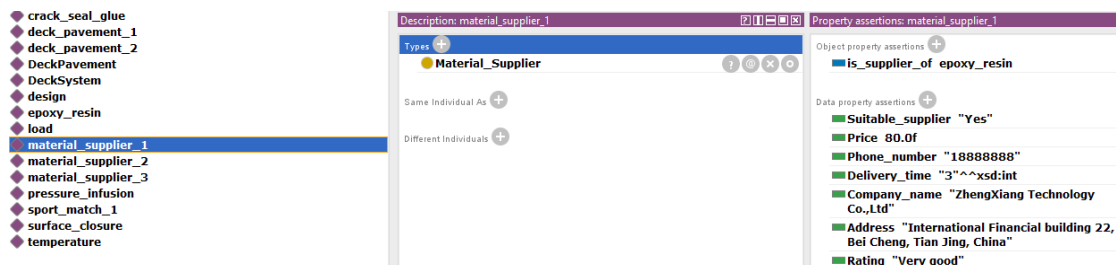 crack_seal_glue
deck_pavement_1
deck_pavement_2
DeckPavement
DeckSystem
design
epoxy_resin
load
material_supplier_1
material_supplier_2
material_supplier_3
pressure_infusion
sport_match_1
surface_closure
temperature
Description: material_supplier_1
Types
Material_Supplier
Same Individual As
Different Individuals
Property assertions: material_supplier_1
Object property assertions
is_supplier_of epoxy_resin
Data property assertions
Suitable_supplier "Yes"
Price 80.0f
Phone_number "18888888"
Delivery_time "3"^^xsd:int
Company_name "ZhengXiang Technology
Co.,Ltd"
Address "International Financial building 22,
Bei Cheng, Tian Jing, China"
Rating "Very good"